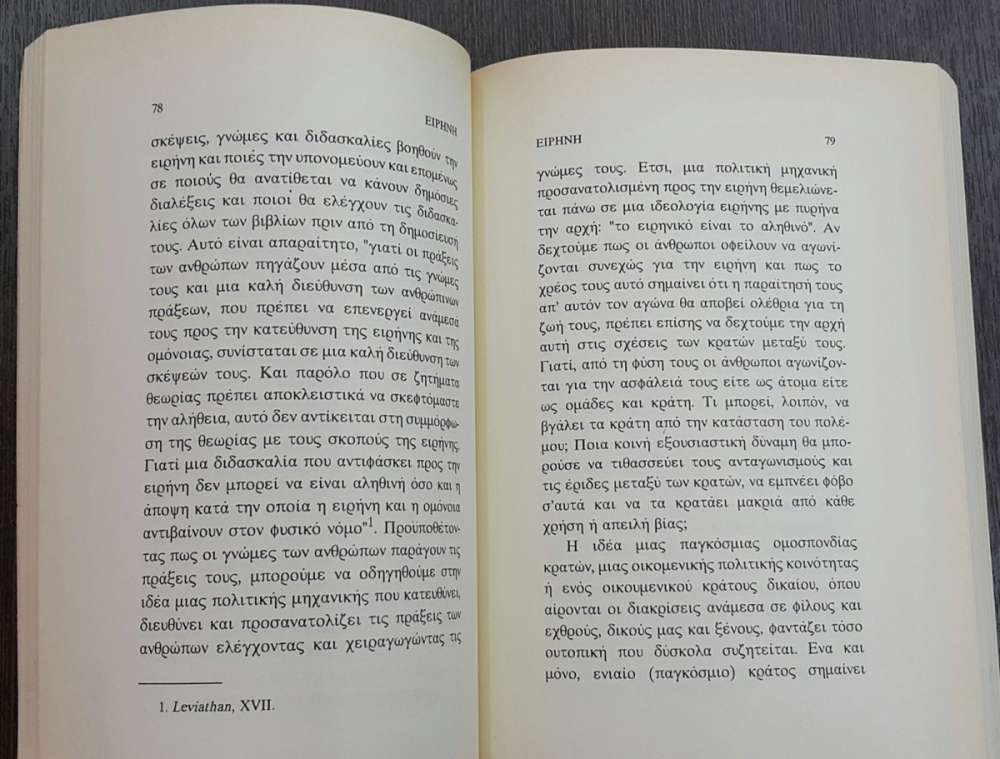 78
ΕΙΡΗΝΗ
σκέψεις, γνώμες και διδασκαλίες βοηθούν την
ειρήνη και ποιές την υπονομεύουν και επομένως
σε ποιούς θα ανατίθεται να κάνουν δημόσιες
διαλέξεις και ποιοί θα ελέγχουν τις διδασκα-
λίες όλων των βιβλίων πριν από τη δημοσίευσή
τους. Αυτό είναι απαραίτητο, "γιατί οι πράξεις
των ανθρώπων πηγάζουν μέσα από τις γνώμες
τους και μια καλή διεύθυνση των ανθρώπινων
πράξεων, που πρέπει να επενεργεί ανάμεσά
τους προς την κατεύθυνση της ειρήνης και της
ομόνοιας, συνίσταται σε μια καλή διεύθυνση των
σκέψεών τους. Και παρόλο που σε ζητήματα
θεωρίας πρέπει αποκλειστικά να σκεφτόμαστε
την αλήθεια, αυτό δεν αντίκειται στη συμμόρφω-
ση της θεωρίας με τους σκοπούς της ειρήνης.
Γιατί μια διδασκαλία που αντιφάσκει προς την
ειρήνη δεν μπορεί να είναι αληθινή όσο και η
άποψη κατά την οποία η ειρήνη και η ομόνοια
αντιβαίνουν στον φυσικό νόμο"1. Προϋποθέτον-
τας πως οι γνώμες των ανθρώπων παράγουν τις
πράξεις τους, μπορούμε να οδηγηθούμε στην
ιδέα μιας πολιτικής μηχανικής που κατευθύνει,
διευθύνει και προσανατολίζει τις πράξεις των
ανθρώπων ελέγχοντας και χειραγωγώντας τις
1. Leviathan, XVII.
ΕΙΡΗΝΗ
79
γνώμες τους. Ετσι, μια πολιτική μηχανική
προσανατολισμένη προς την ειρήνη θεμελιώνε-
ται πάνω σε μια ιδεολογία ειρήνης με πυρήνα
την αρχή: "το ειρηνικό είναι το αληθινό". Αν
δεχτούμε πως οι άνθρωποι οφείλουν να αγωνί-
ζονται συνεχώς για την ειρήνη και πως το
χρέος τους αυτό σημαίνει ότι η παραίτησή τους
απ' αυτόν τον αγώνα θα αποβεί ολέθρια για τη
ζωή τους, πρέπει επίσης να δεχτούμε την αρχή
αυτή στις σχέσεις των κρατών μεταξύ τους.
Γιατί, από τη φύση τους οι άνθρωποι αγωνίζον-
ται για την ασφάλειά τους είτε ως άτομα είτε
ως ομάδες και κράτη. Τι μπορεί, λοιπόν, να
βγάλει τα κράτη από την κατάσταση του πολέ-
μου; Ποια κοινή εξουσιαστική δύναμη θα μπο-
ρούσε να τιθασσεύει τους ανταγωνισμούς και
τις έριδες μεταξύ των κρατών, να εμπνέει φόβο
σ'αυτά και να τα κρατάει μακριά από κάθε
χρήση ή απειλή βίας;
Η ιδέα μιας παγκόσμιας ομοσπονδίας
κρατών, μιας οικομενικής πολιτικής κοινότητας
ή ενός οικουμενικού κράτους δικαίου, όπου
αίρονται οι διακρίσεις ανάμεσα σε φίλους και
εχθρούς, δικούς μας και ξένους, φαντάζει τόσο
ουτοπική που δύσκολα συζητείται. Ενα και
μόνο, ενιαίο (παγκόσμιο) κράτος σημαίνει